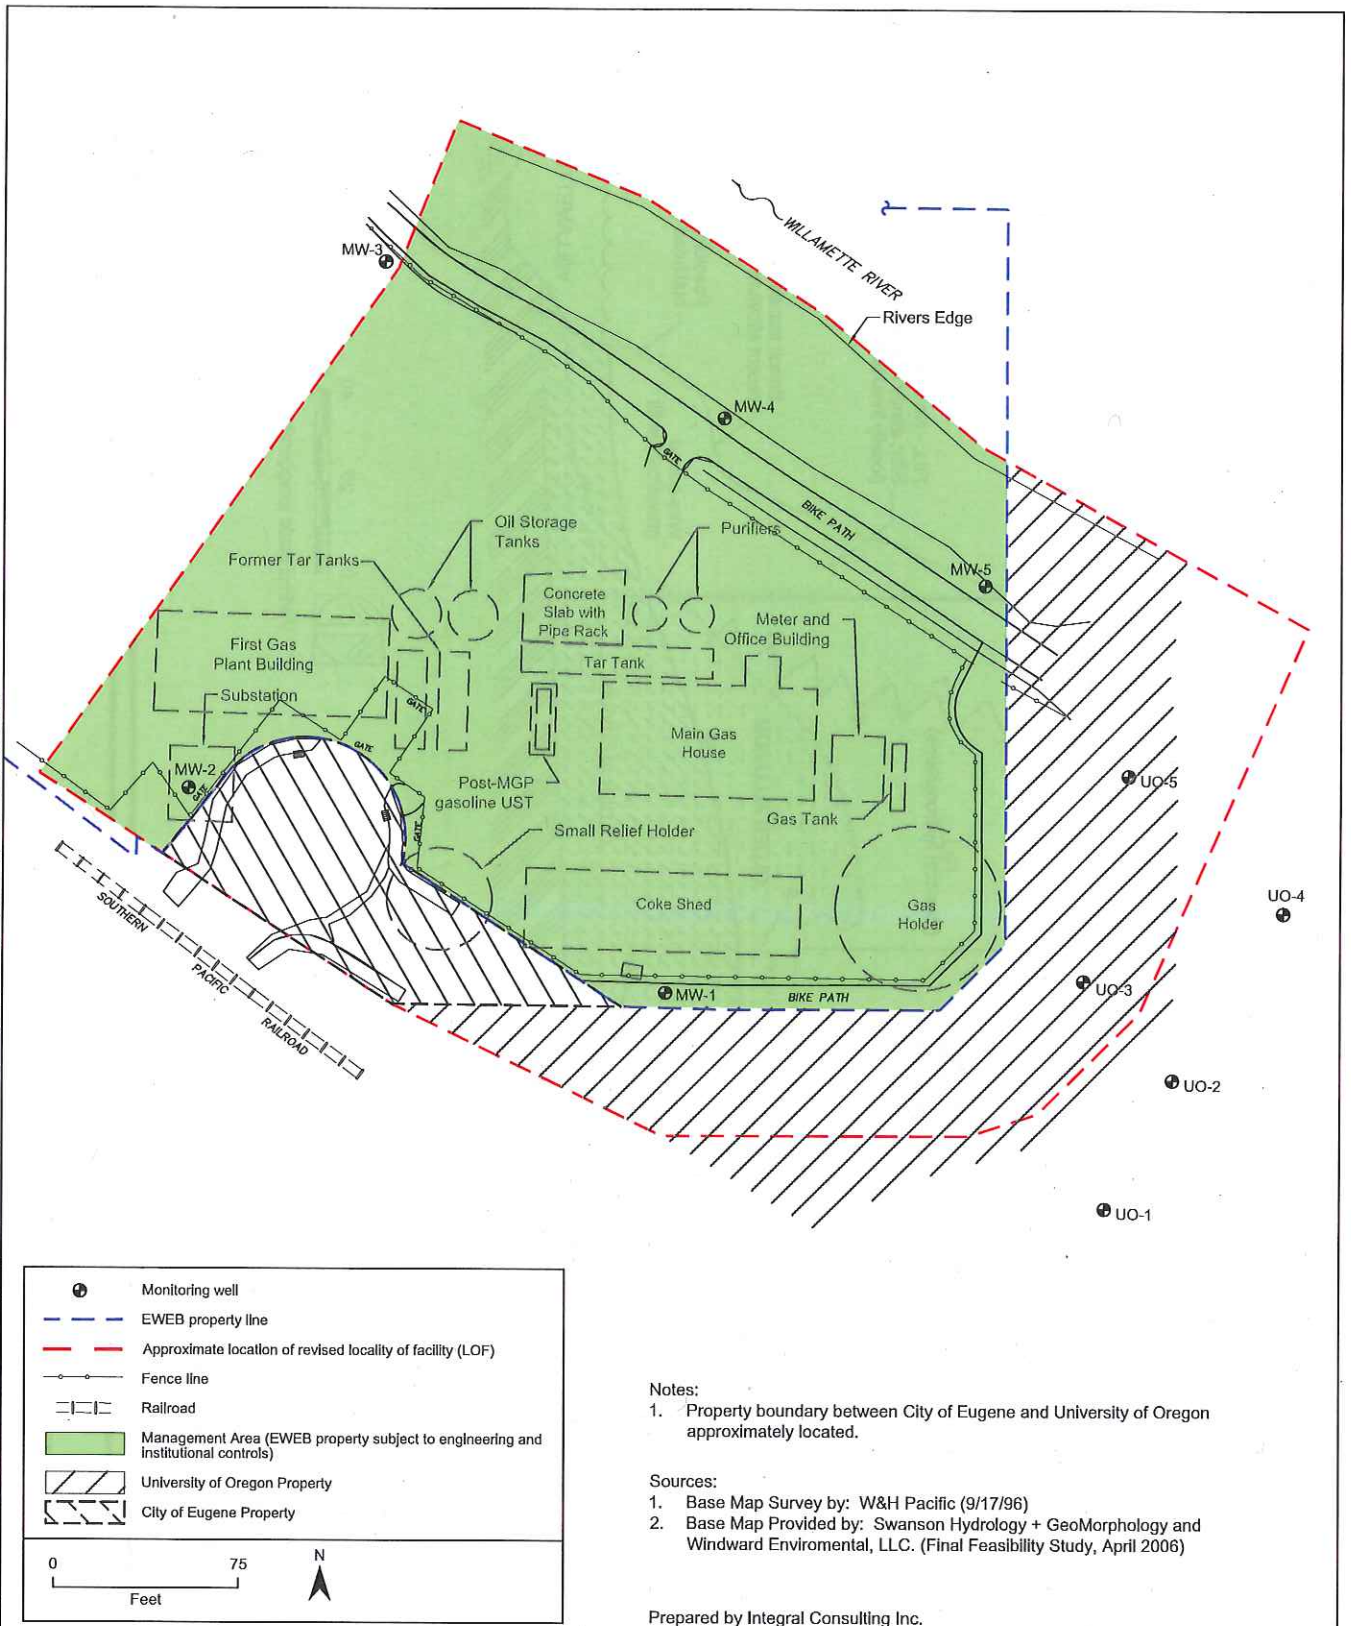 MW-3
WILLAMETTE RIVER
Rivers Edge
MW-4
GATE
BIKE PATH
Oil Storage
Tanks
Purifiers
Former Tar Tanks
MW-5
Concrete
Slab with
Pipe Rack
Meter and
Office Building
First Gas
Plant Building
Tar Tank
Substation
GATE
Main Gas
House
GATE
MW-2
GATE
Post-MGP
gasoline UST
UO-5
Gas Tank
GATE
Small Relief Holder
Coke Shed
Gas
Holder
UO-4
SOUTHERN
PACIFIC
RAILROAD
MW-1
BIKE PATH
UO-3
UO-2
UO-1
Monitoring well
EWEB property line
Approximate location of revised locality of facility (LOF)
Fence line
Railroad
Management Area (EWEB property subject to engineering and
institutional controls)
University of Oregon Property
City of Eugene Property
0 75
Feet
N
Notes:
1. Property boundary between City of Eugene and University of Oregon
approximately located.
Sources:
1. Base Map Survey by: W&H Pacific (9/17/96)
2. Base Map Provided by: Swanson Hydrology + GeoMorphology and
Windward Enviromental, LLC. (Final Feasibility Study, April 2006)
Prepared by Integral Consulting Inc.